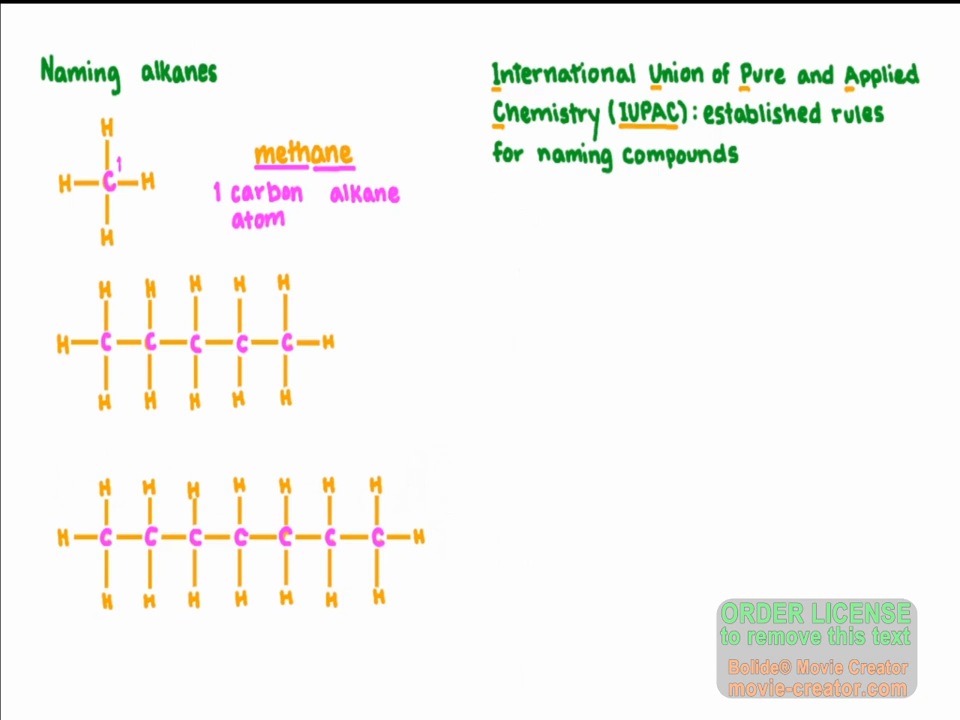 Naming alkanes
International Union of Pure and Applied
Chemistry (IUPAC): established rules
for naming compounds
H
1
H C H
H
methane
1 carbon alkane
atom
H H H H H
H C C C C C H
H H H H H
H H H H H H H
H C C C C C C C H
H H H H H H H
ORDER LICENSE
to remove this text
Bolide® Movie Creator
movie-creator.com